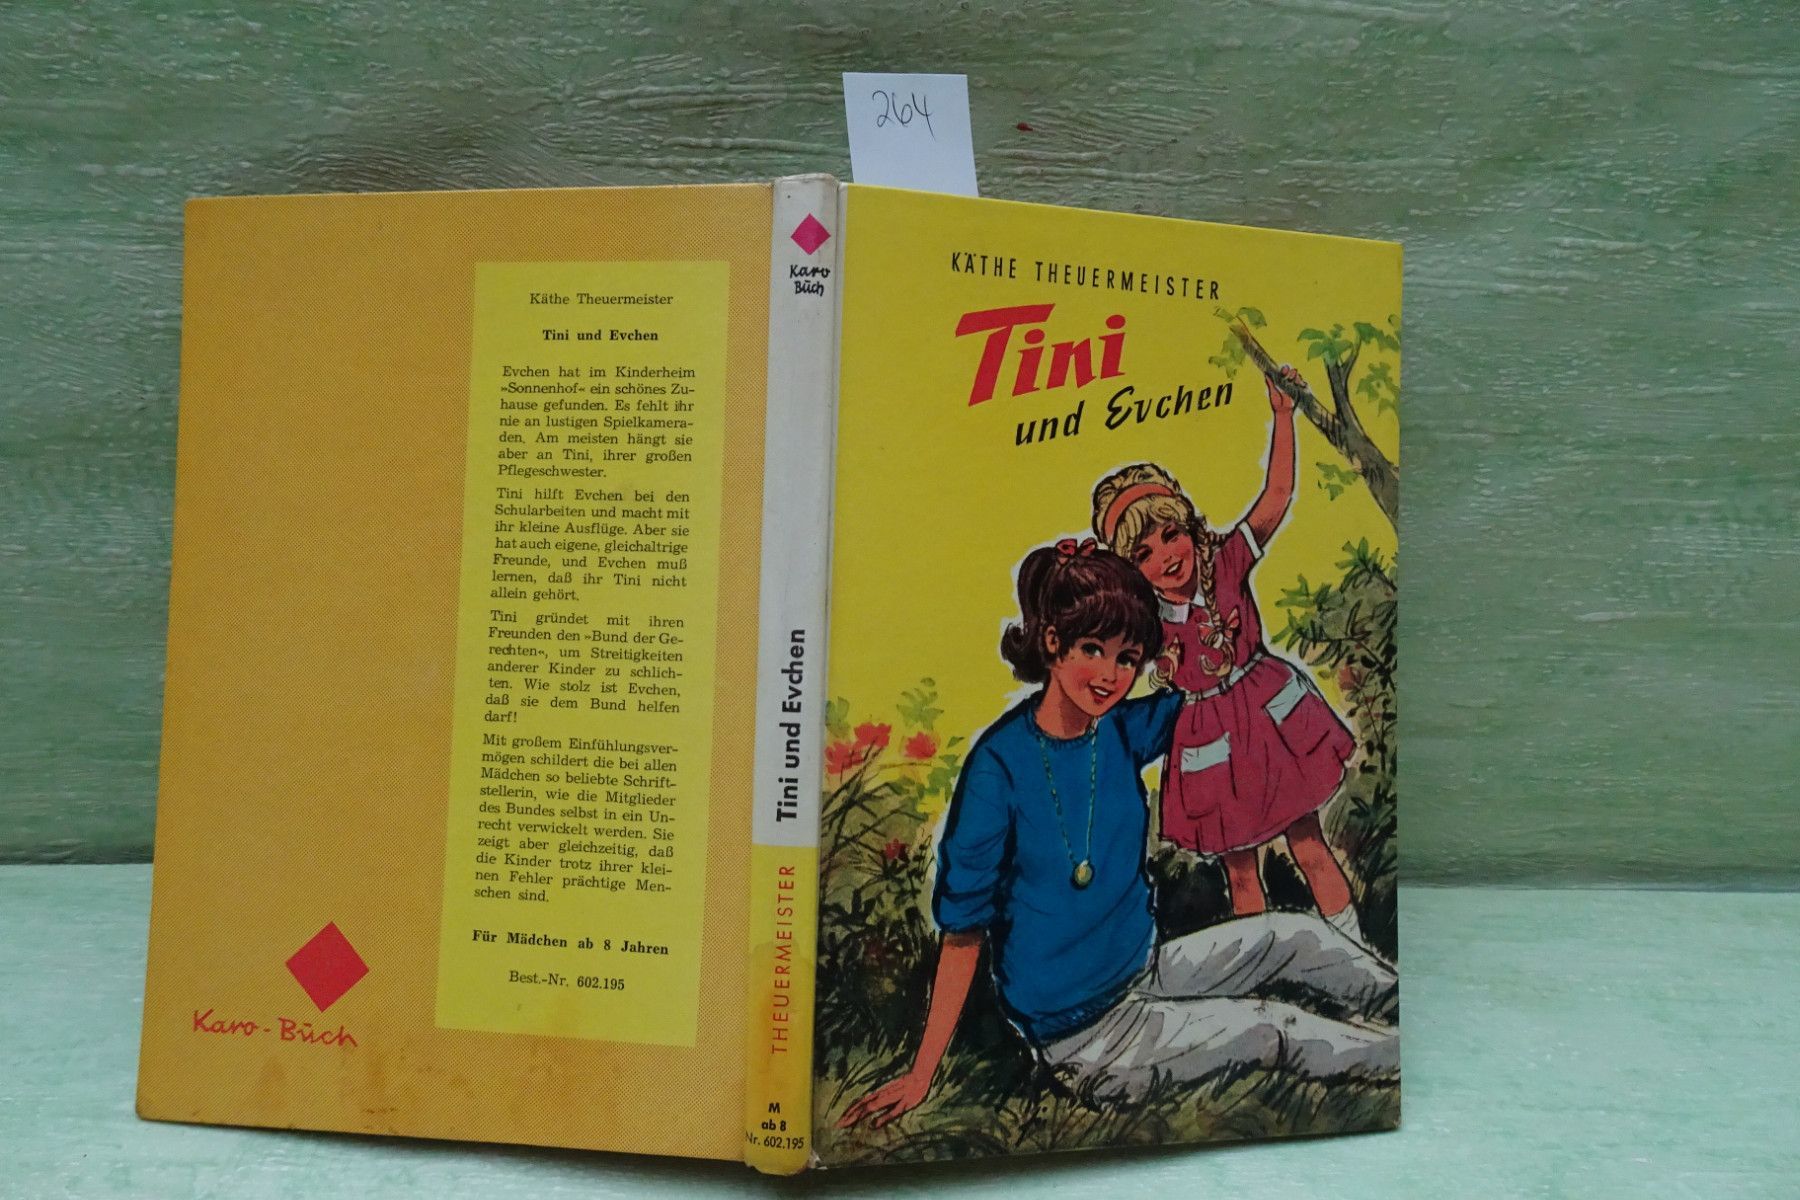 264
Käthe Theuermeister
Tini und Evchen
Evchen hat im Kinderheim
»Sonnenhof« ein schönes Zu-
hause gefunden. Es fehlt ihr
nie an lustigen Spielkamera-
den. Am meisten hängt sie
aber an Tini, ihrer großen
Pflegeschwester.
Tini hilft Evchen bei den
Schularbeiten und macht mit
ihr kleine Ausflüge. Aber sie
hat auch eigene, gleichaltrige
Freunde, und Evchen muß
lernen, daß ihr Tini nicht
allein gehört.
Tini gründet mit ihren
Freunden den »Bund der Ge-
rechten«, um Streitigkeiten
anderer Kinder zu schlich-
ten. Wie stolz ist Evchen,
daß sie dem Bund helfen
darf!
Mit großem Einfühlungsver-
mögen schildert die bei allen
Mädchen so beliebte Schrift-
stellerin, wie die Mitglieder
des Bundes selbst in ein Un-
recht verwickelt werden. Sie
zeigt aber gleichzeitig, daß
die Kinder trotz ihrer klei-
nen Fehler prächtige Men-
schen sind.
Für Mädchen ab 8 Jahren
Best.-Nr. 602.195
Karo-Buch
Karo
Buch
Tini und Evchen
THEUERMEISTER
M
ab 8
Nr. 602.195
KÄTHE THEUERMEISTER
Tini
und Evchen